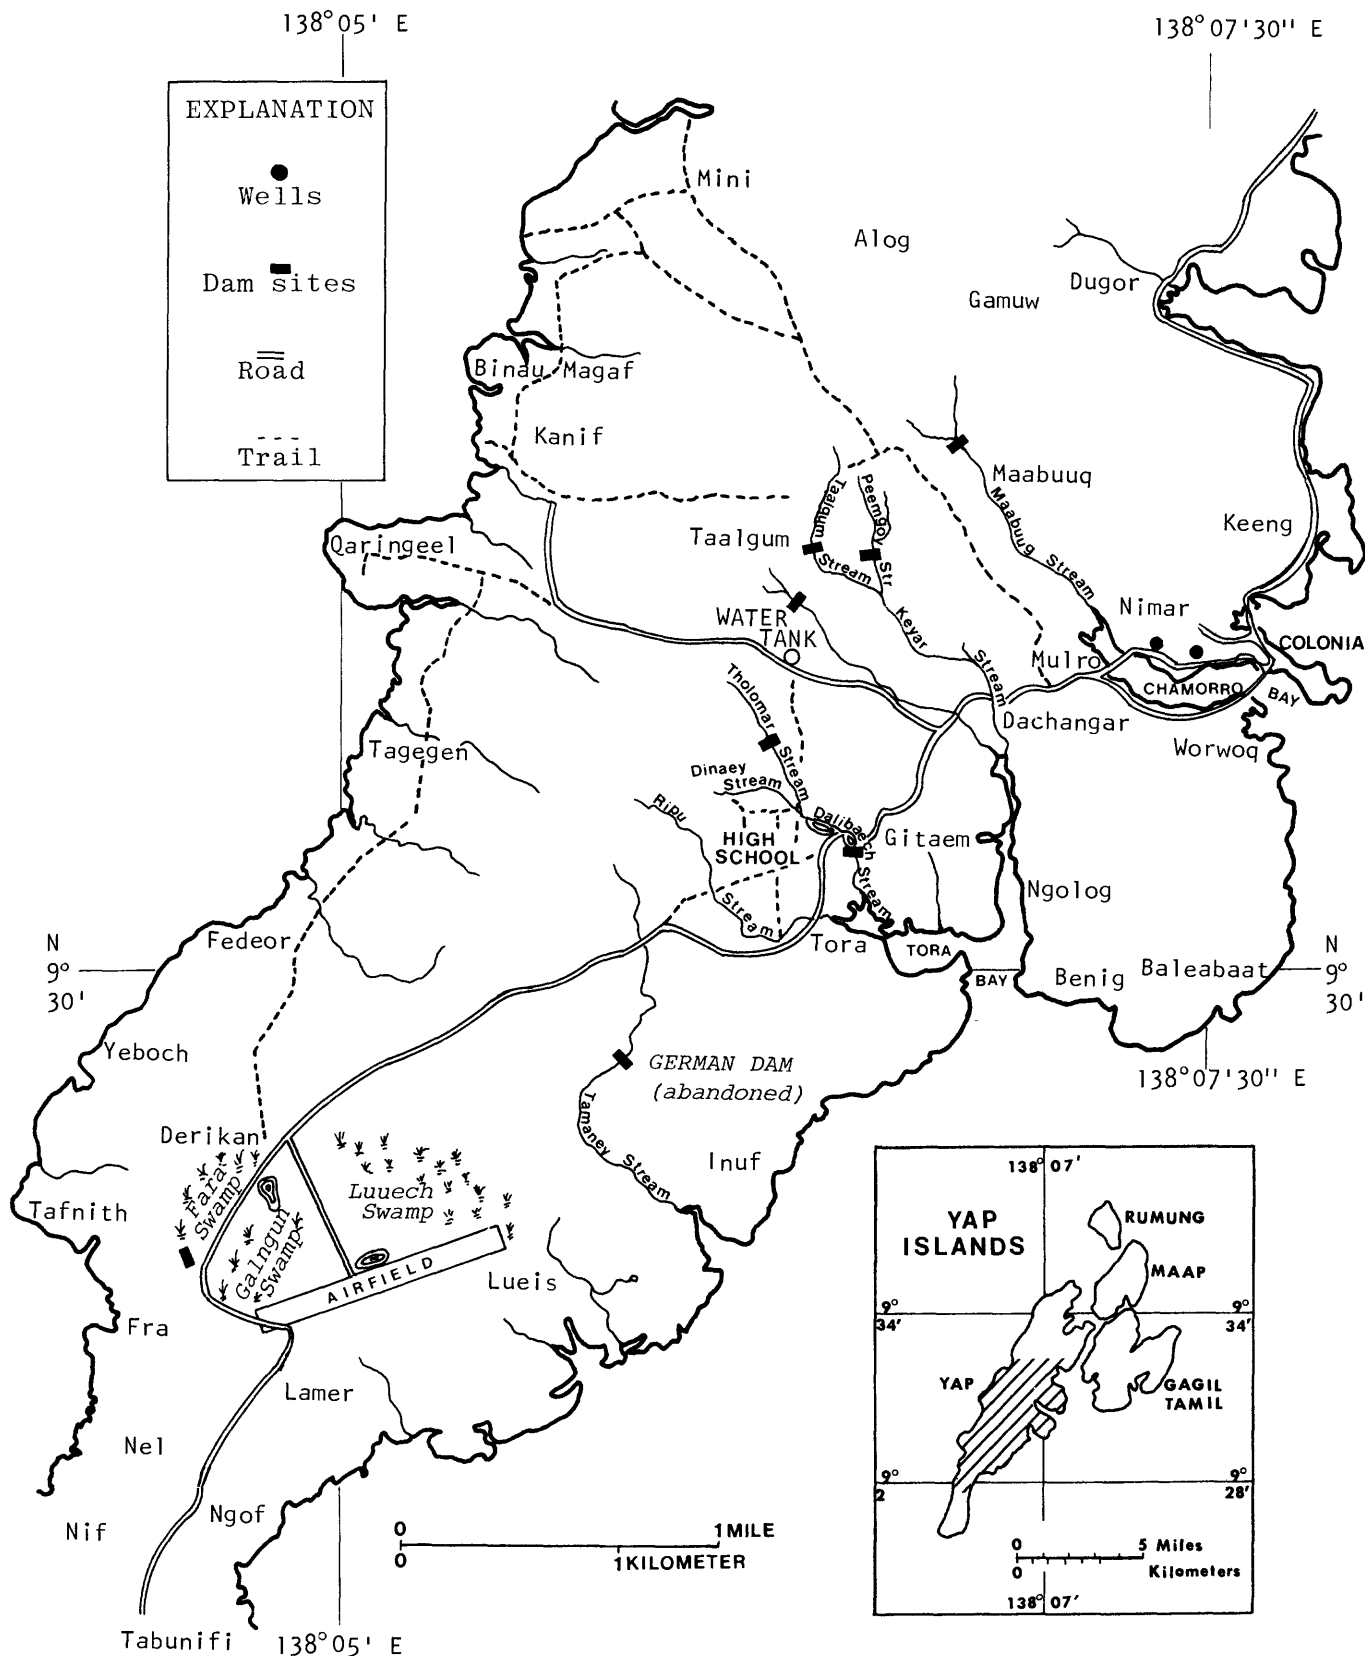 138° 05' E
138° 07'30" E
EXPLANATION
Wells
Dam sites
Road
Trail
Mini
Alog
Gamuw
Dugor
Binau
Magaf
Kanif
Maabuuq
Maabuug Stream
Keeng
Qaringeel
Taalgum
Taalgum Stream
Peemgoy Str
Keyar Stream
Nimar
WATER
TANK
COLONIA
Mulro
CHAMORRO BAY
Tholomar Stream
Dachangar
Worwoq
Tagegen
Dinaey
Stream
Ripu Stream
Dalibaech Stream
HIGH
SCHOOL
Gitaem
Ngolog
Fedeor
Tora
TORA
BAY
Benig
Baleabaat
N
9°
30'
N
9°
30'
Yeboch
GERMAN DAM
(abandoned)
138°07'30" E
Tamaney Stream
Inuf
Derikan
Fara
Swamp
Luuech
Swamp
Galngun
Swamp
Tafnith
AIRFIELD
Lueis
Fra
Lamer
Nel
Ngof
Nif
Tabunifi
138°05' E
0 1MILE
0 1KILOMETER
138° 07'
YAP
ISLANDS
RUMUNG
MAAP
9°
34'
9°
34'
YAP
GAGIL
TAMIL
9°
2
9°
28'
0 5 Miles
0 Kilometers
138° 07'